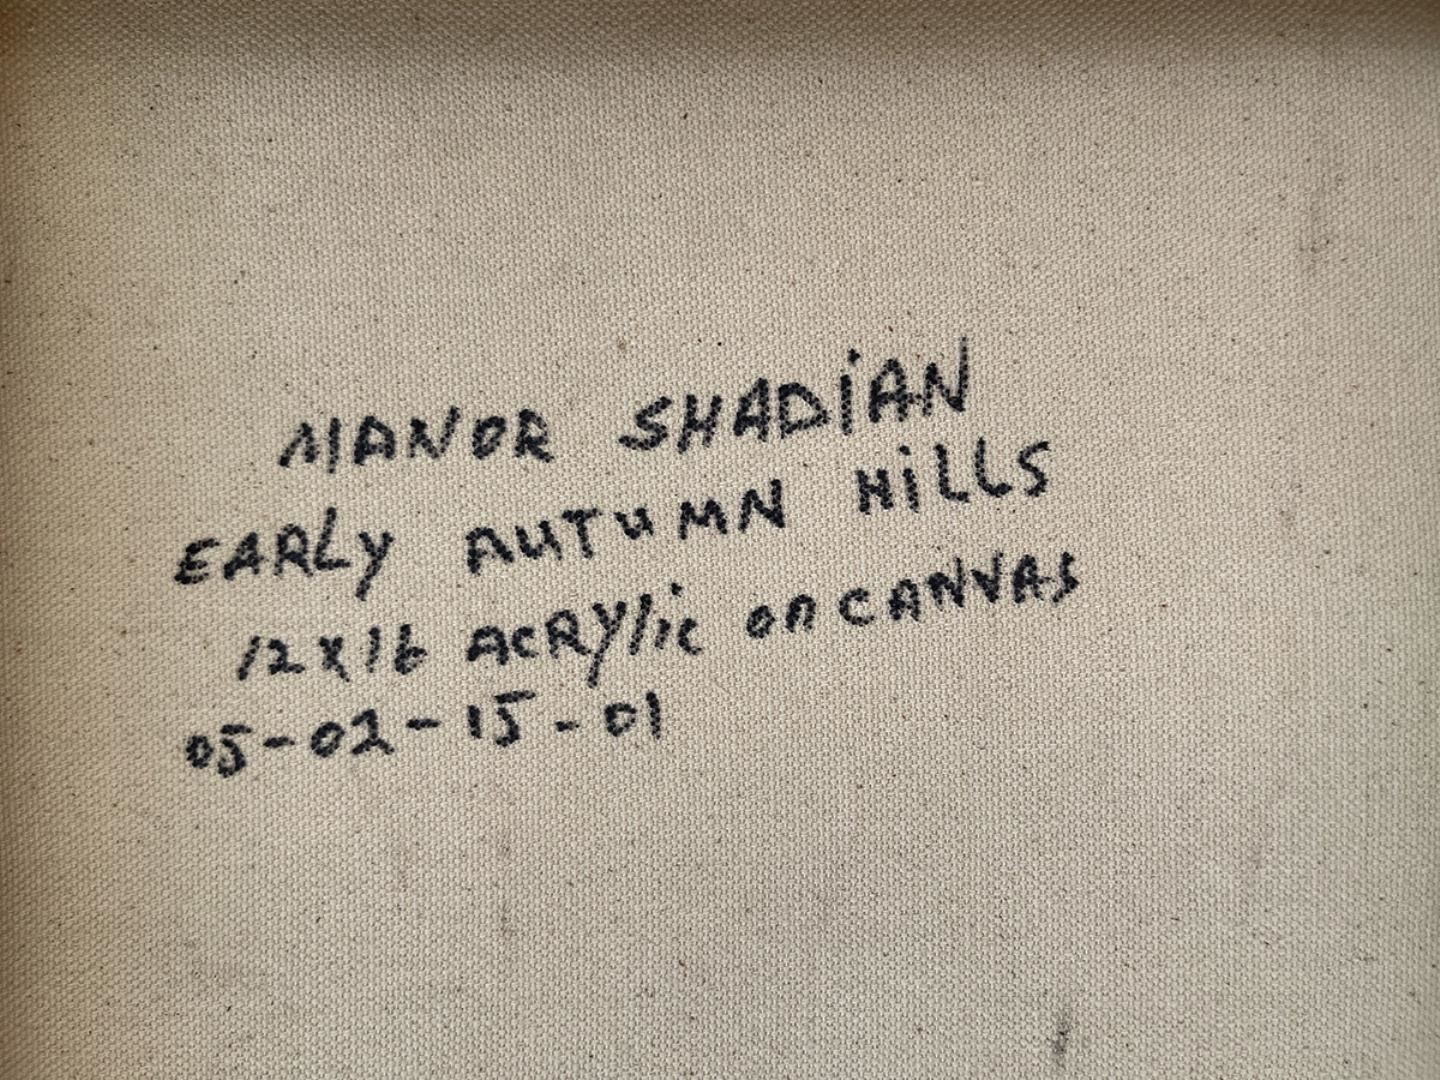 MANOR SHADiAN
EARLy AUTUMN HiLLS
12x16 ACRYlic on CANVAS
05-02-15-01